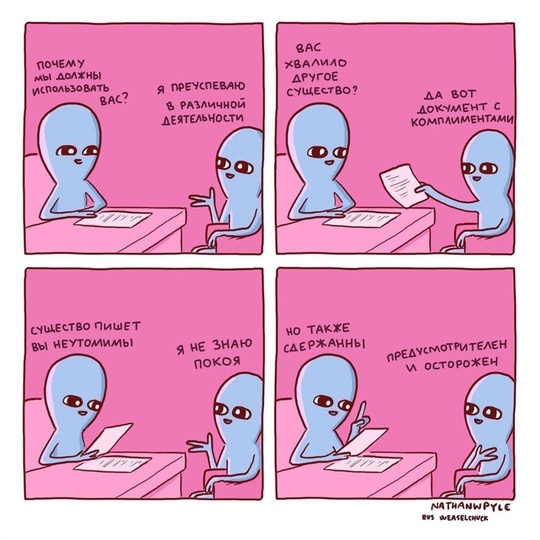 ПОЧЕМУ
МЫ ДОЛЖНЫ
ИСПОЛЬЗОВАТЬ
ВАС?
Я ПРЕУСПЕВАЮ
В РАЗЛИЧНОЙ
ДЕЯТЕЛЬНОСТИ
ВАС
ХВАЛИЛО
ДРУГОЕ
СУЩЕСТВО?
ДА ВОТ
ДОКУМЕНТ С
КОМПЛИМЕНТАМИ
СУЩЕСТВО ПИШЕТ
ВЫ НЕУТОМИМЫ
Я НЕ ЗНАЮ
ПОКОЯ
НО ТАКЖЕ
СДЕРЖАННЫ
ПРЕДУСМОТРИТЕЛЕН
И ОСТОРОЖЕН
NATHANWPYLE
RUS WEASELCHUCK